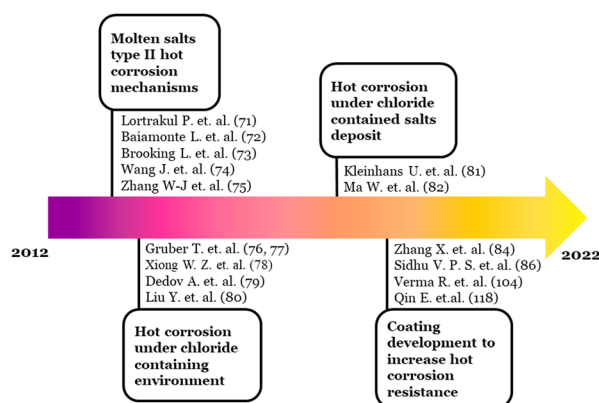 Molten salts
type II hot
corrosion
mechanisms
Lortrakul P. et. al. (71)
Baiamonte L. et. al. (72)
Brooking L. et. al. (73)
Wang J. et. al. (74)
Zhang W-J et. al. (75)
Hot corrosion
under chloride
contained salts
deposit
Kleinhans U. et. al. (81)
Ma W. et. al. (82)
2012
2022
Gruber T. et. al. (76, 77)
Xiong W. Z. et. al. (78)
Dedov A. et. al. (79)
Liu Y. et. al. (80)
Hot corrosion
under chloride
containing
environment
Zhang X. et. al. (84)
Sidhu V. P. S. et. al. (86)
Verma R. et. al. (104)
Qin E. et.al. (118)
Coating
development to
increase hot
corrosion
resistance